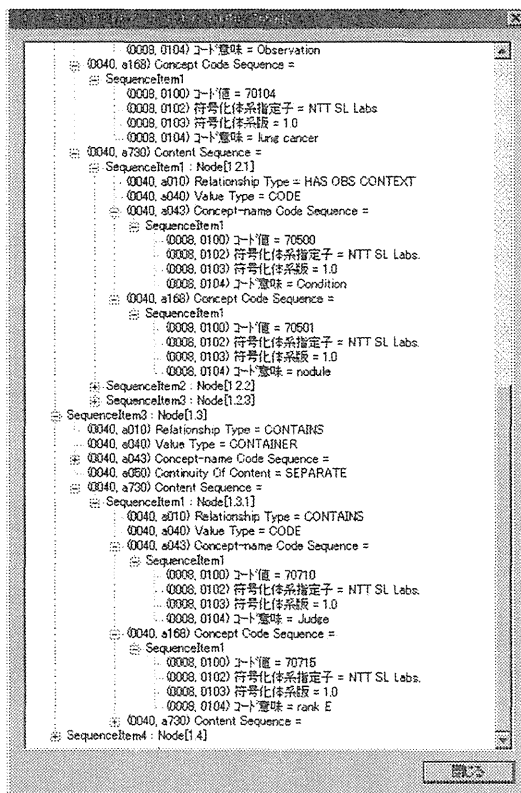 (0008, 0104) コード意味 = Observation
(0040, a168) Concept Code Sequence =
SequenceItem1
(0008, 0100) コード値 = 70104
(0008, 0102) 符号化体系指定子 = NTT SL Labs
(0008, 0103) 符号化体系版 = 1.0
(0008, 0104) コード意味 = lung cancer
(0040, a730) Content Sequence =
SequenceItem1 : Node[1.2.1]
(0040, a010) Relationship Type = HAS OBS CONTEXT
(0040, a040) Value Type = CODE
(0040, a043) Concept-name Code Sequence =
SequenceItem1
(0008, 0100) コード値 = 70500
(0008, 0102) 符号化体系指定子 = NTT SL Labs.
(0008, 0103) 符号化体系版 = 1.0
(0008, 0104) コード意味 = Condition
(0040, a168) Concept Code Sequence =
SequenceItem1
(0008, 0100) コード値 = 70501
(0008, 0102) 符号化体系指定子 = NTT SL Labs.
(0008, 0103) 符号化体系版 = 1.0
(0008, 0104) コード意味 = nodule
SequenceItem2 : Node[1.2.2]
SequenceItem3 : Node[1.2.3]
SequenceItem3 : Node[1.3]
(0040, a010) Relationship Type = CONTAINS
(0040, a040) Value Type = CONTAINER
(0040, a043) Concept-name Code Sequence =
(0040, a050) Continuity Of Content = SEPARATE
(0040, a730) Content Sequence =
SequenceItem1 : Node[1.3.1]
(0040, a010) Relationship Type = CONTAINS
(0040, a040) Value Type = CODE
(0040, a043) Concept-name Code Sequence =
SequenceItem1
(0008, 0100) コード値 = 70710
(0008, 0102) 符号化体系指定子 = NTT SL Labs.
(0008, 0103) 符号化体系版 = 1.0
(0008, 0104) コード意味 = Judge
(0040, a168) Concept Code Sequence =
SequenceItem1
(0008, 0100) コード値 = 70715
(0008, 0102) 符号化体系指定子 = NTT SL Labs.
(0008, 0103) 符号化体系版 = 1.0
(0008, 0104) コード意味 = rank E
(0040, a730) Content Sequence =
SequenceItem4 : Node[1.4]
閉じる